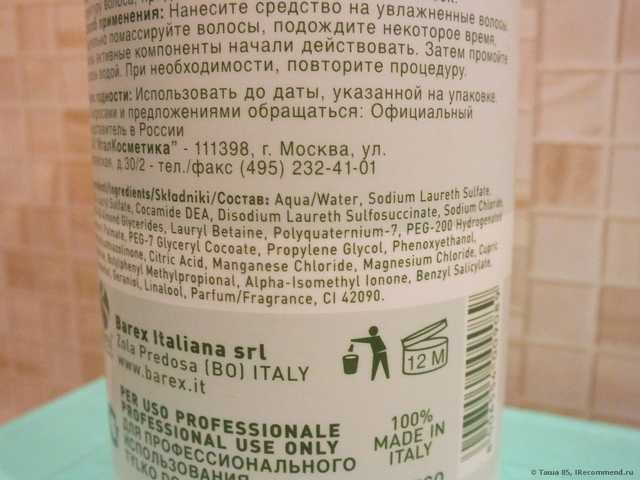 применения: Нанесите средство на увлажненные волосы,
помассируйте волосы, подождите некоторое время,
активные компоненты начали действовать. Затем промойте
водой. При необходимости, повторите процедуру.
Использовать до даты, указанной на упаковке.
и предложениями обращаться: Официальный
в России
- 111398, г. Москва, ул.
д.30/2 - тел./факс (495) 232-41-01
Ingredients/Składniki/Состав: Aqua/Water, Sodium Laureth Sulfate,
Sulfate, Cocamide DEA, Disodium Laureth Sulfosuccinate, Sodium Chloride,
Glycerides, Lauryl Betaine, Polyquaternium-7, PEG-200 Hydrogenated
Palmate, PEG-7 Glyceryl Cocoate, Propylene Glycol, Phenoxyethanol,
Citric Acid, Manganese Chloride, Magnesium Chloride, Cupric
Methylpropional, Alpha-Isomethyl Ionone, Benzyl Salicylate,
Geraniol, Linalool, Parfum/Fragrance, CI 42090.
Barex Italiana srl
Zola Predosa (BO) ITALY
www.barex.it
12 M
PER USO PROFESSIONALE
PROFESSIONAL USE ONLY
ДЛЯ ПРОФЕССИОНАЛЬНОГО
ИСПОЛЬЗОВАНИЯ
100%
MADE IN
ITALY
© Таша 85, IRecommend.ru